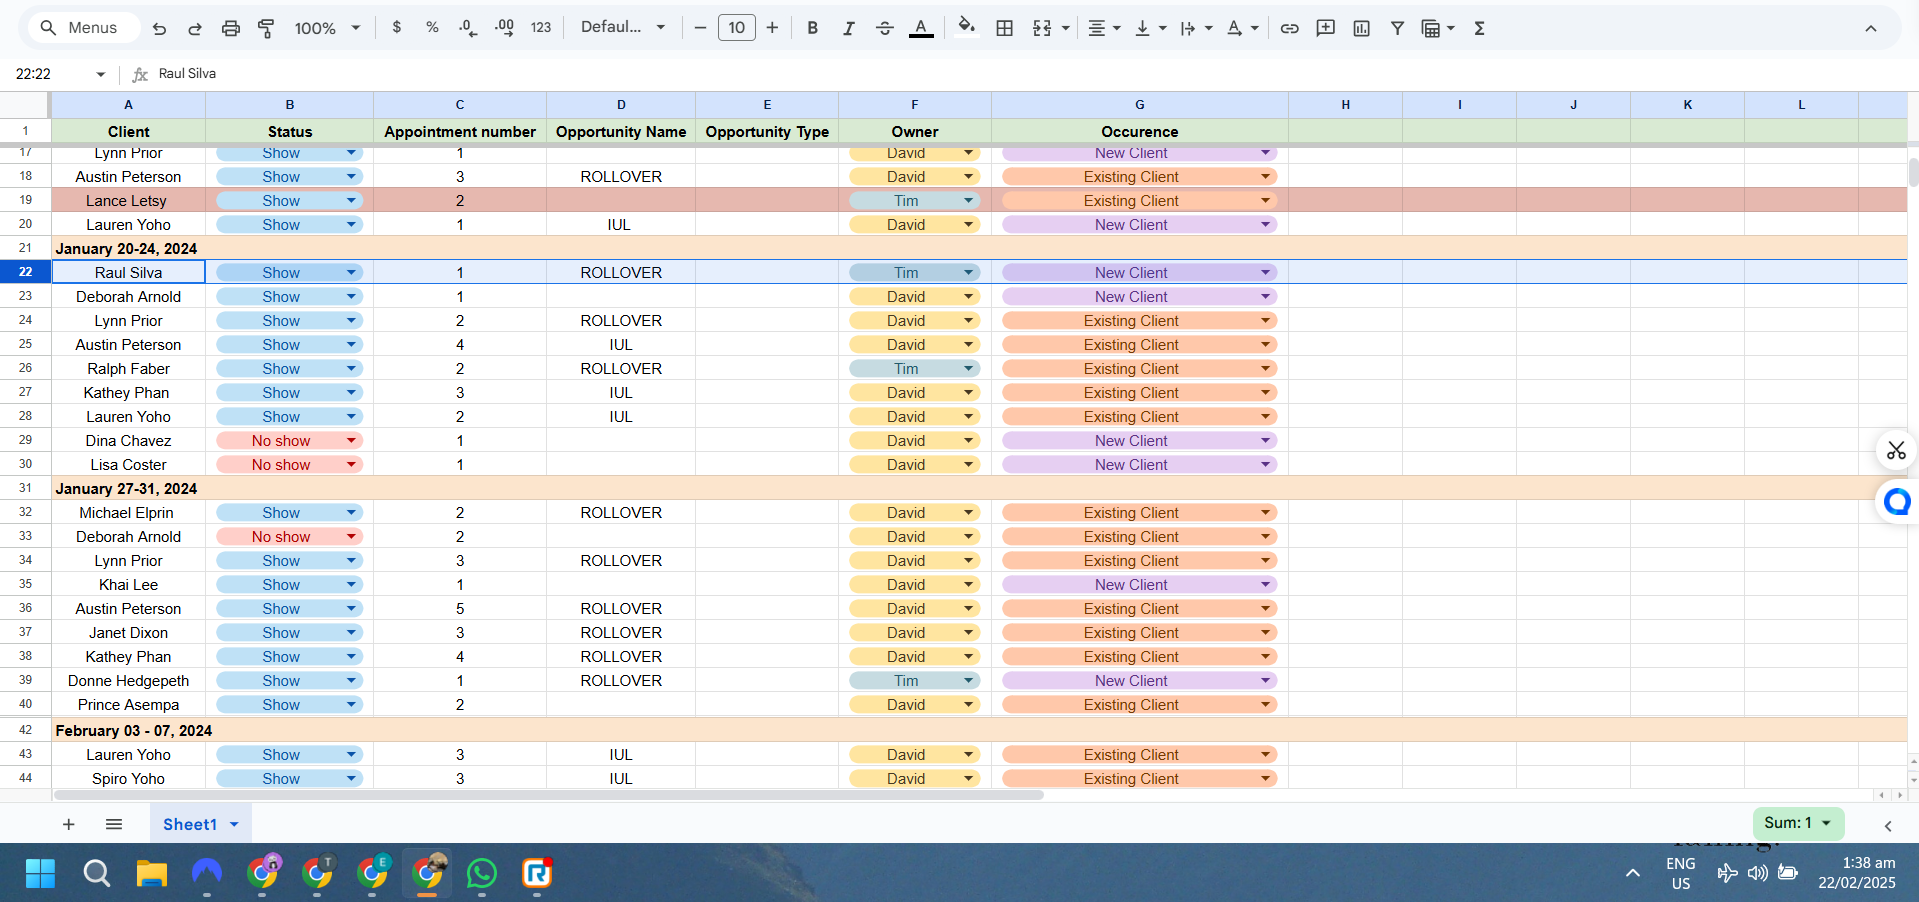 Menus 100% $ % .0 .00 123 Defaul... 10 B I A Σ
22:22 fx Raul Silva
A B C D E F G H I J K L
1 Client Status Appointment number Opportunity Name Opportunity Type Owner Occurence
17 Lynn Prior Show 1 David New Client
18 Austin Peterson Show 3 ROLLOVER David Existing Client
19 Lance Letsy Show 2 Tim Existing Client
20 Lauren Yoho Show 1 IUL David New Client
21 January 20-24, 2024
22 Raul Silva Show 1 ROLLOVER Tim New Client
23 Deborah Arnold Show 1 David New Client
24 Lynn Prior Show 2 ROLLOVER David Existing Client
25 Austin Peterson Show 4 IUL David Existing Client
26 Ralph Faber Show 2 ROLLOVER Tim Existing Client
27 Kathey Phan Show 3 IUL David Existing Client
28 Lauren Yoho Show 2 IUL David Existing Client
29 Dina Chavez No show 1 David New Client
30 Lisa Coster No show 1 David New Client
31 January 27-31, 2024
32 Michael Elprin Show 2 ROLLOVER David Existing Client
33 Deborah Arnold No show 2 David Existing Client
34 Lynn Prior Show 3 ROLLOVER David Existing Client
35 Khai Lee Show 1 David New Client
36 Austin Peterson Show 5 ROLLOVER David Existing Client
37 Janet Dixon Show 3 ROLLOVER David Existing Client
38 Kathey Phan Show 4 ROLLOVER David Existing Client
39 Donne Hedgepeth Show 1 ROLLOVER Tim New Client
40 Prince Asempa Show 2 David Existing Client
42 February 03 - 07, 2024
43 Lauren Yoho Show 3 IUL David Existing Client
44 Spiro Yoho Show 3 IUL David Existing Client
Sheet1 Sum: 1
T E ENG 1:38 am
US 22/02/2025